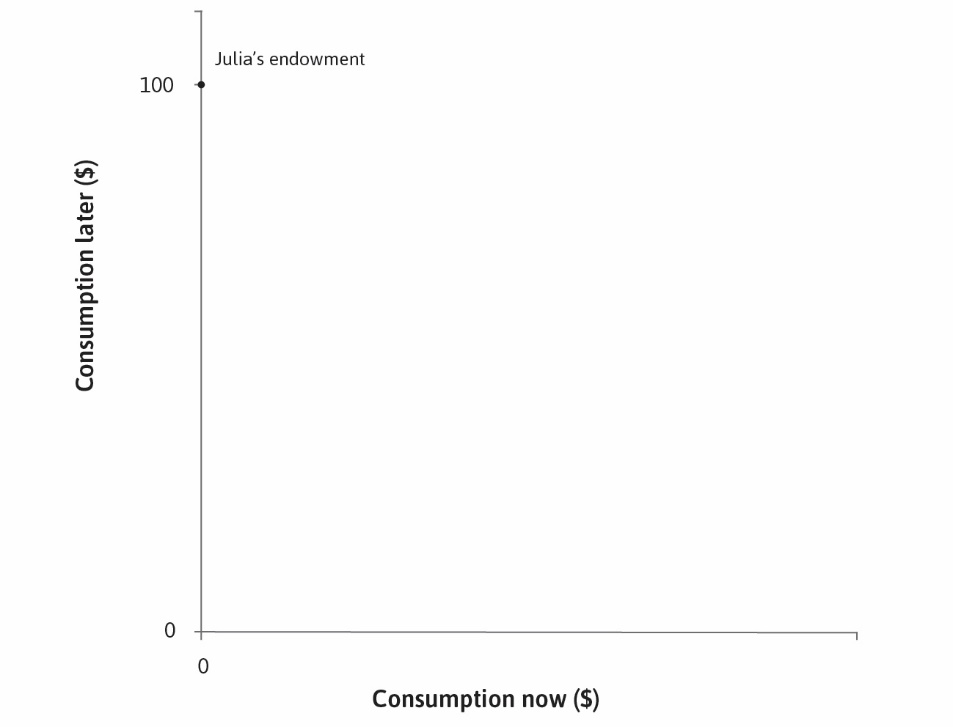 Julia’s endowment
100
Consumption later ($)
0
0
Consumption now ($)